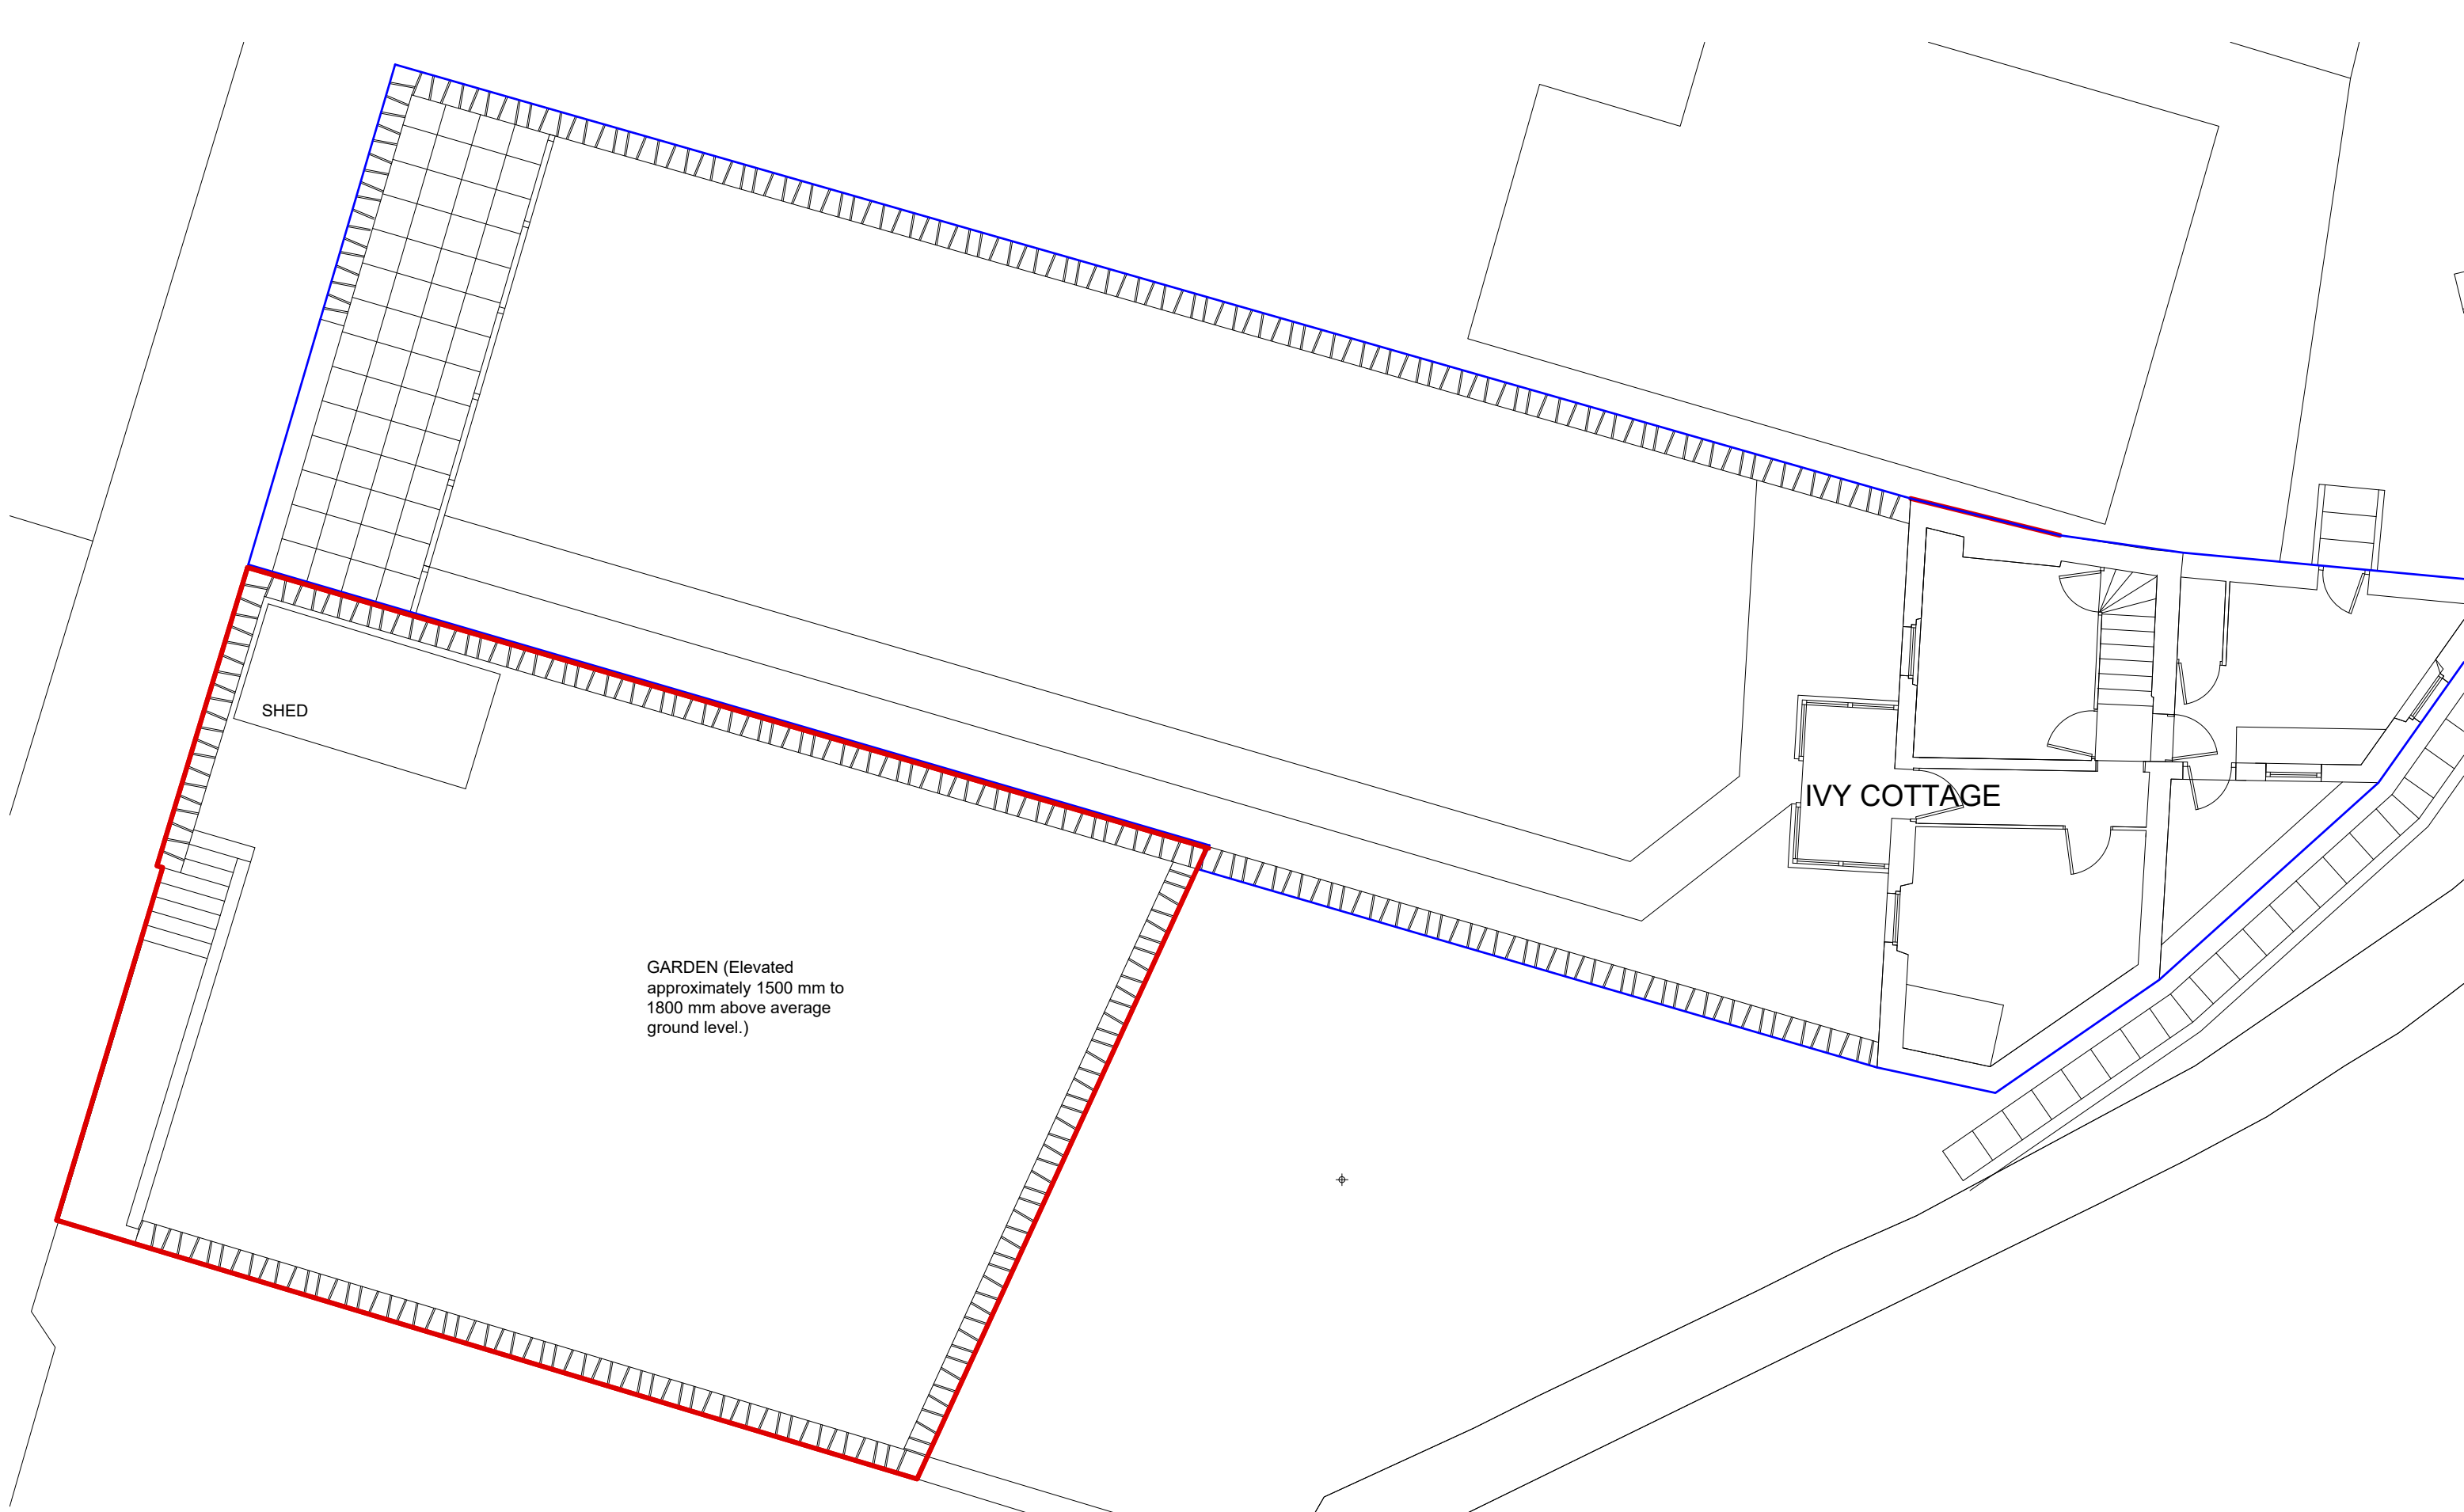 SHED
IVY COTTAGE
GARDEN (Elevated
approximately 1500 mm to
1800 mm above average
ground level.)